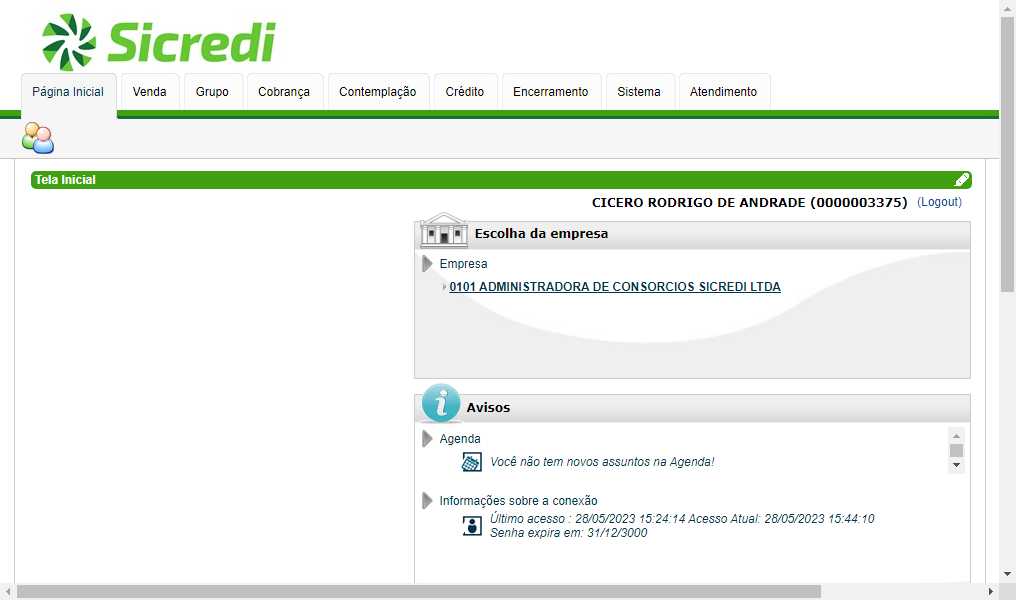 Sicredi
Página Inicial
Venda
Grupo
Cobrança
Contemplação
Crédito
Encerramento
Sistema
Atendimento
Tela Inicial
CICERO RODRIGO DE ANDRADE (0000003375) (Logout)
Escolha da empresa
Empresa
0101 ADMINISTRADORA DE CONSORCIOS SICREDI LTDA
Avisos
Agenda
Você não tem novos assuntos na Agenda!
Informações sobre a conexão
Último acesso : 28/05/2023 15:24:14 Acesso Atual: 28/05/2023 15:44:10
Senha expira em: 31/12/3000